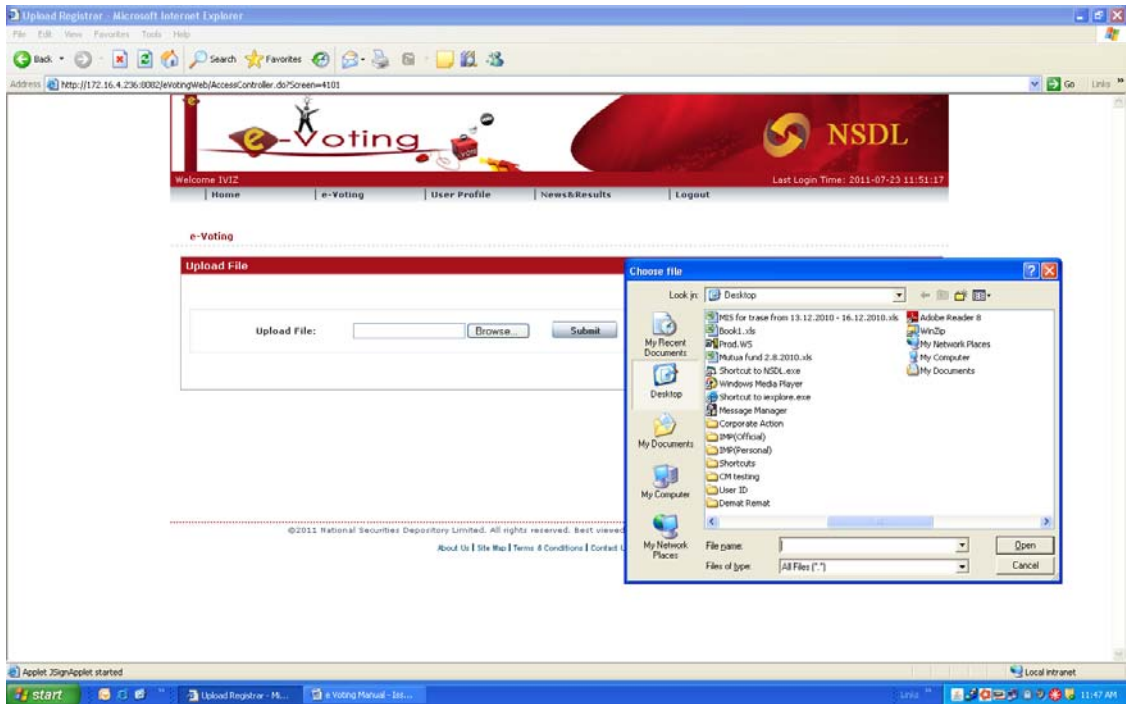 Upload Registrar - Microsoft Internet Explorer
File Edit View Favorites Tools Help
Back Search Favorites
Address http://172.16.4.236:8082/eVotingWeb/AccessController.do?Screen=4101 Go Links »
e-Voting NSDL
VOTE
Welcome IVIZ Last Login Time: 2011-07-23 11:51:17
Home | e-Voting | User Profile | News&Results | Logout
e-Voting
Upload File
Upload File: Browse... Submit
Choose file
Look in: Desktop
My Recent Documents
Desktop
My Documents
My Computer
My Network Places
MIS for trase from 13.12.2010 - 16.12.2010.xls
Book1.xls
Prod.WS
Mutua fund 2.8.2010.xls
Shortcut to NSDL.exe
Windows Media Player
Shortcut to iexplore.exe
Message Manager
Corporate Action
IMP(Official)
IMP(Personal)
Shortcuts
CM testing
User ID
Demat Remat
Adobe Reader 8
WinZip
My Network Places
My Computer
My Documents
File name: Open
Files of type: All Files (*.*) Cancel
©2011 National Securities Depository Limited. All rights reserved. Best viewed
About Us | Site Map | Terms & Conditions | Contact U
Applet JSignApplet started Local intranet
start Upload Registrar - Mi... e Voting Manual - Iss... Links » 11:47 AM